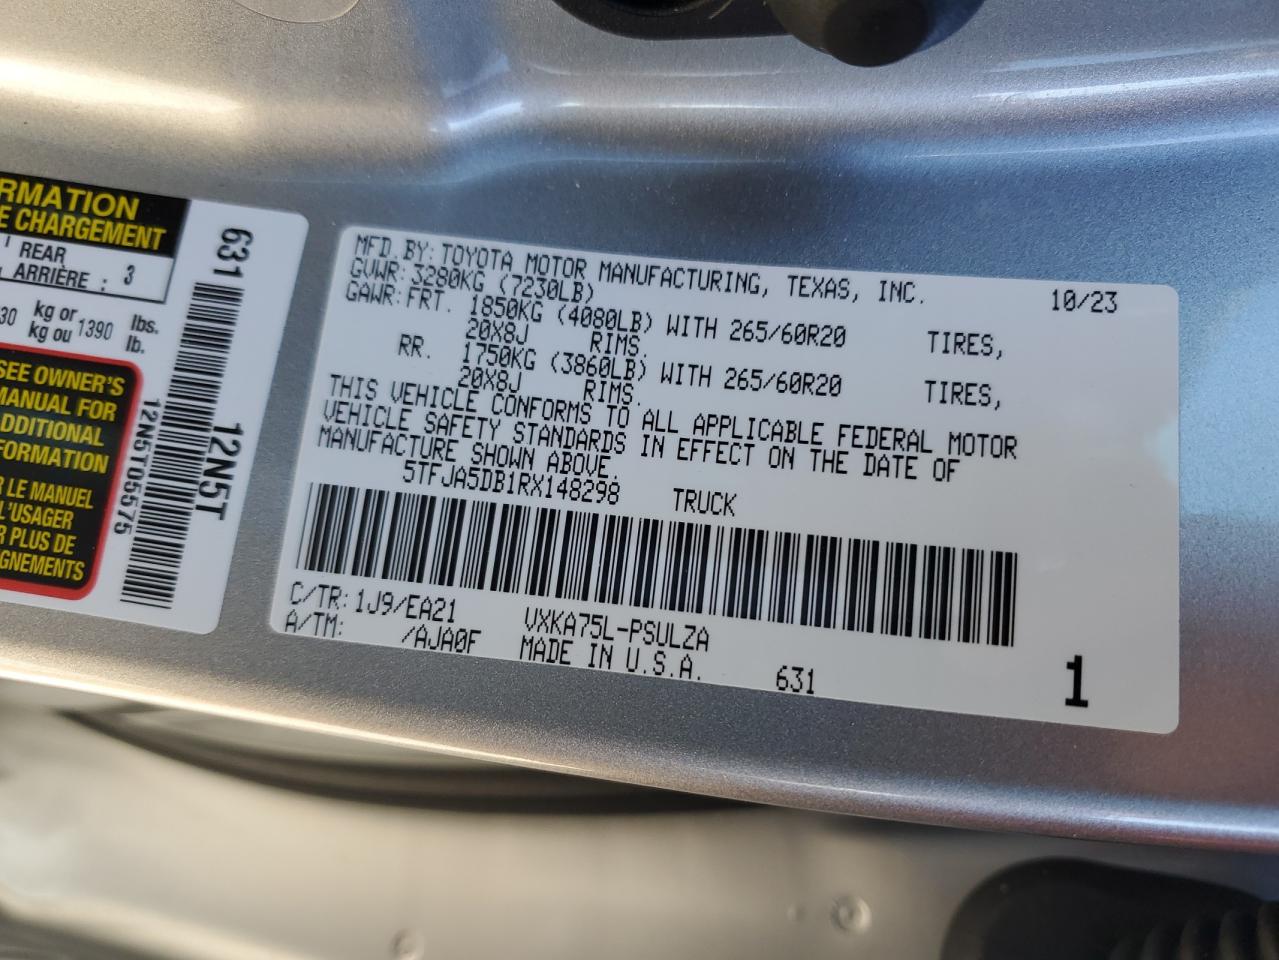 RMATION
E CHARGEMENT
REAR
ARRIÈRE : 3
30 kg or 1390 lbs.
kg ou lb.
SEE OWNER'S
MANUAL FOR
ADDITIONAL
FORMATION
R LE MANUEL
L'USAGER
R PLUS DE
GNEMENTS
631
12N5T
12N5T05575
MFD. BY: TOYOTA MOTOR MANUFACTURING, TEXAS, INC. 10/23
GVWR: 3280KG (7230LB)
GAWR: FRT. 1850KG (4080LB) WITH 265/60R20 TIRES,
20X8J RIMS.
RR. 1750KG (3860LB) WITH 265/60R20 TIRES,
20X8J RIMS.
THIS VEHICLE CONFORMS TO ALL APPLICABLE FEDERAL MOTOR
VEHICLE SAFETY STANDARDS IN EFFECT ON THE DATE OF
MANUFACTURE SHOWN ABOVE.
5TFJA5DB1RX148298 TRUCK
C/TR: 1J9/EA21 VXKA75L-PSULZA
A/TM: /AJA0F MADE IN U.S.A. 631 1